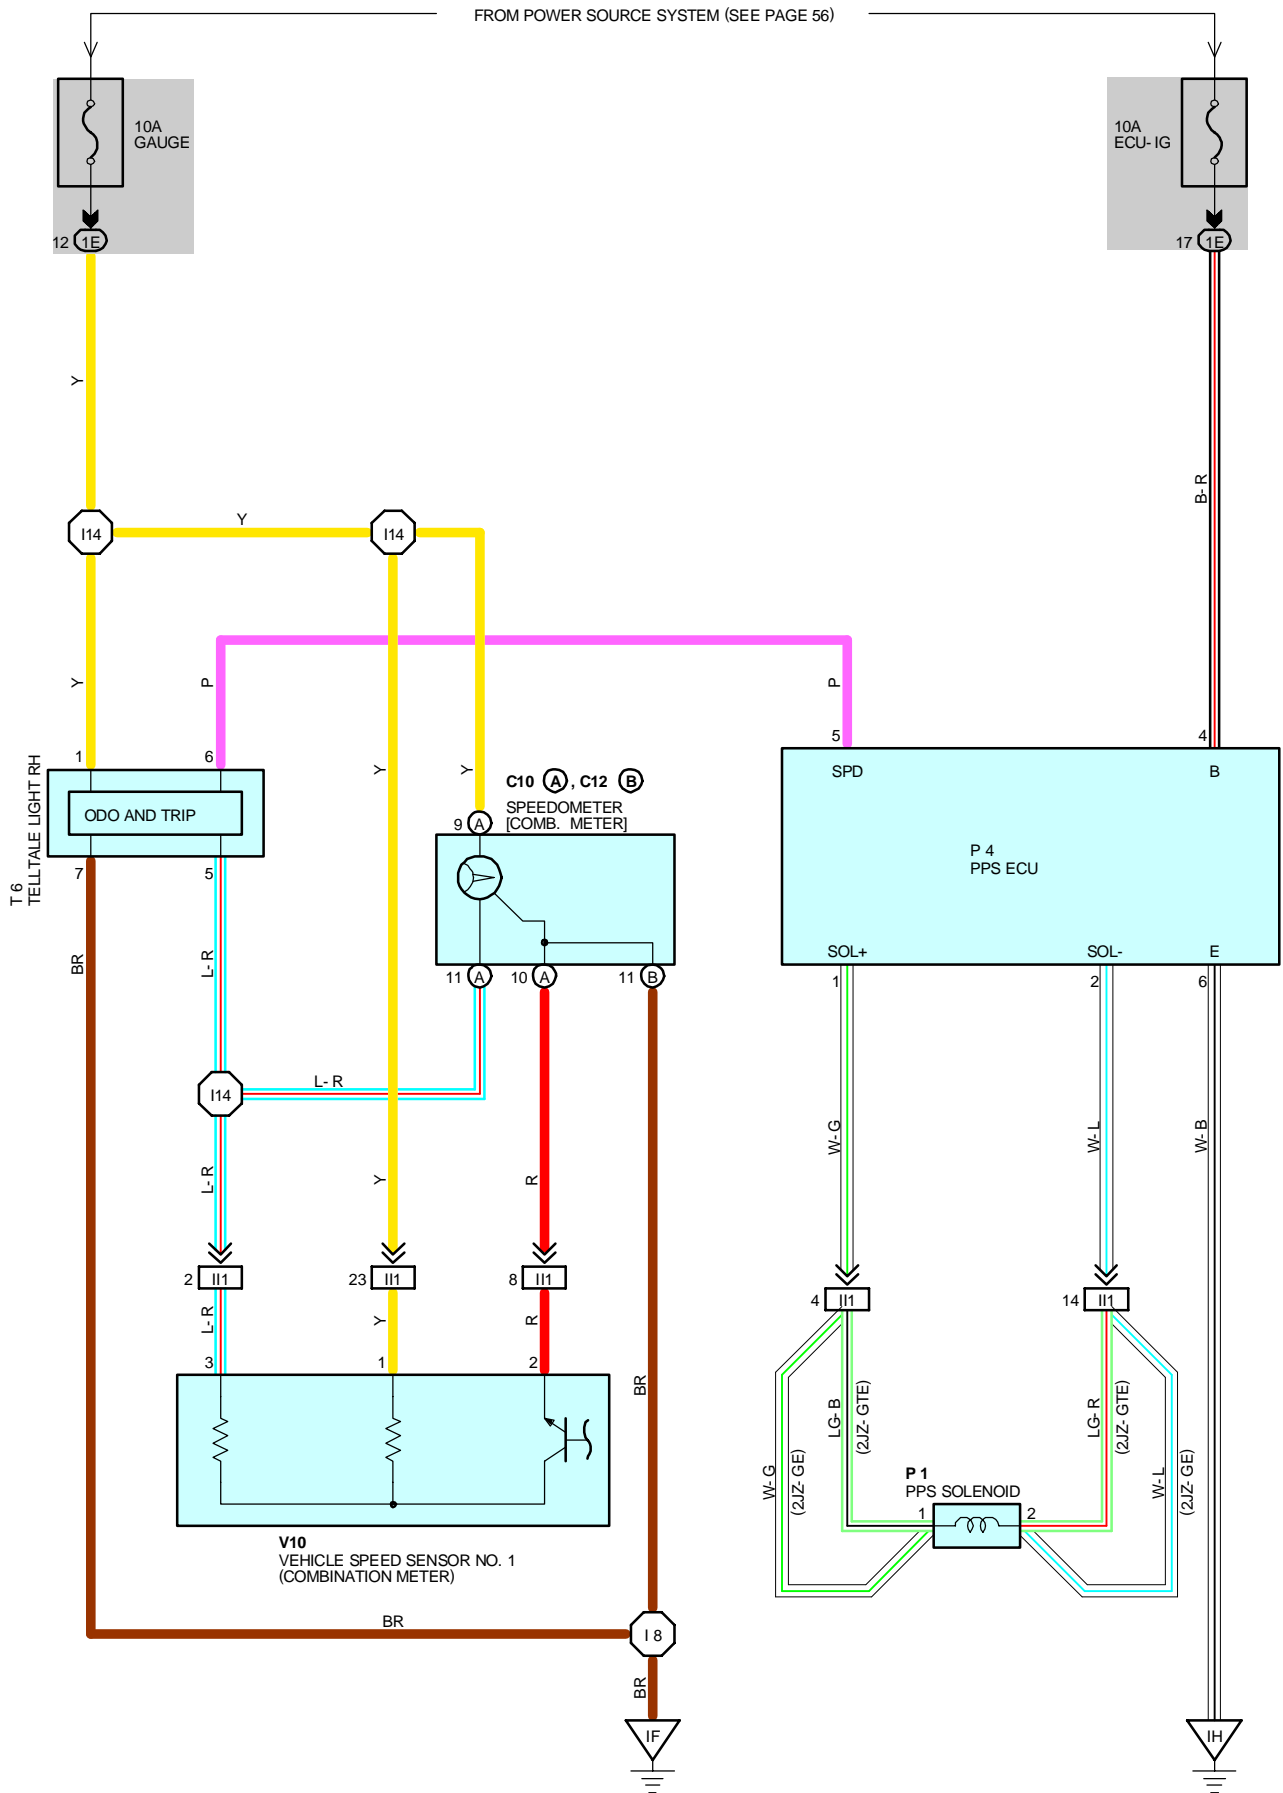 FROM POWER SOURCE SYSTEM (SEE PAGE 56)
10A
GAUGE
10A
ECU-IG
12 1E
17 1E
Y
B-R
I14
Y
I14
Y
P
Y
Y
P
1
6
5
4
T 6
TELLTALE LIGHT RH
ODO AND TRIP
7
5
C10 A, C12 B
SPEEDOMETER
[COMB. METER]
9 A
11 A
10 A
11 B
SPD
B
P 4
PPS ECU
SOL+
SOL-
E
1
2
6
BR
L-R
I14
L-R
L-R
Y
R
W-G
W-L
W-B
2 II1
23 II1
8 II1
4 II1
14 II1
L-R
Y
R
3
1
2
V10
VEHICLE SPEED SENSOR NO. 1
(COMBINATION METER)
BR
W-G
(2JZ-GE)
LG-B
(2JZ-GTE)
LG-R
(2JZ-GTE)
W-L
(2JZ-GE)
P 1
PPS SOLENOID
1
2
BR
I 8
BR
IF
IH